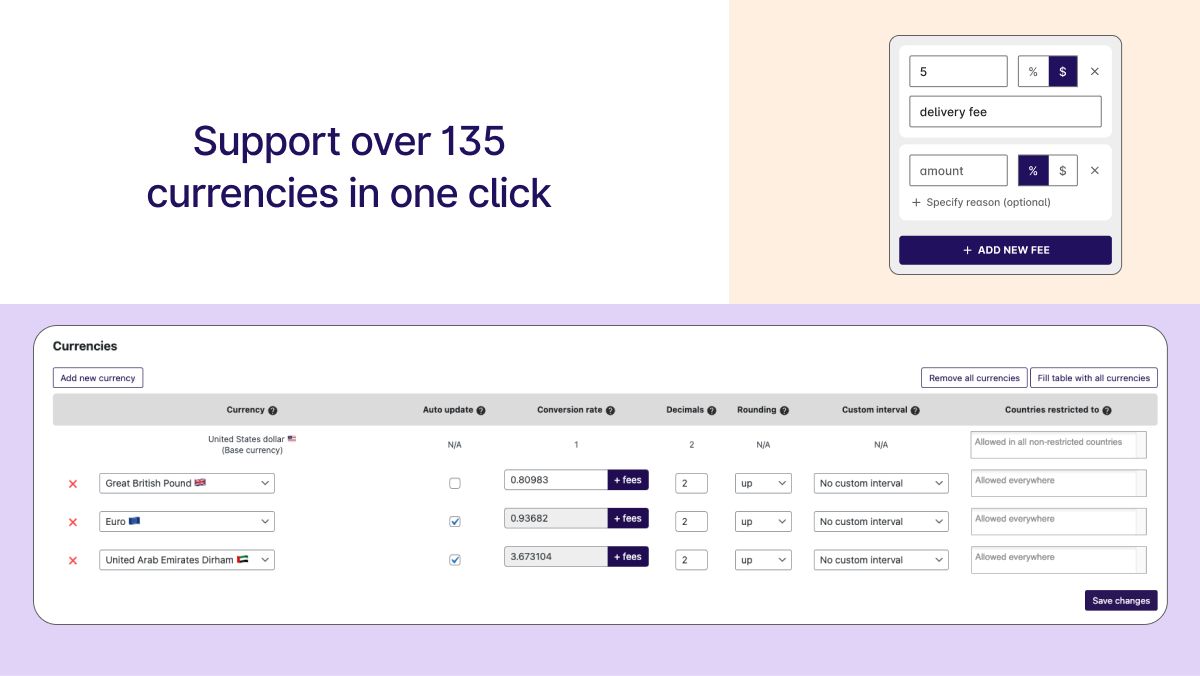 Support over 135
currencies in one click
5 % $ ×
delivery fee
amount % $ ×
+ Specify reason (optional)
+ ADD NEW FEE
Currencies
Add new currency
Remove all currencies
Fill table with all currencies
Currency ? Auto update ? Conversion rate ? Decimals ? Rounding ? Custom interval ? Countries restricted to ?
United States dollar
(Base currency)
N/A 1 2 N/A N/A Allowed in all non-restricted countries
Great British Pound 0.80983 + fees 2 up No custom interval Allowed everywhere
Euro 0.93682 + fees 2 up No custom interval Allowed everywhere
United Arab Emirates Dirham 3.673104 + fees 2 up No custom interval Allowed everywhere
Save changes